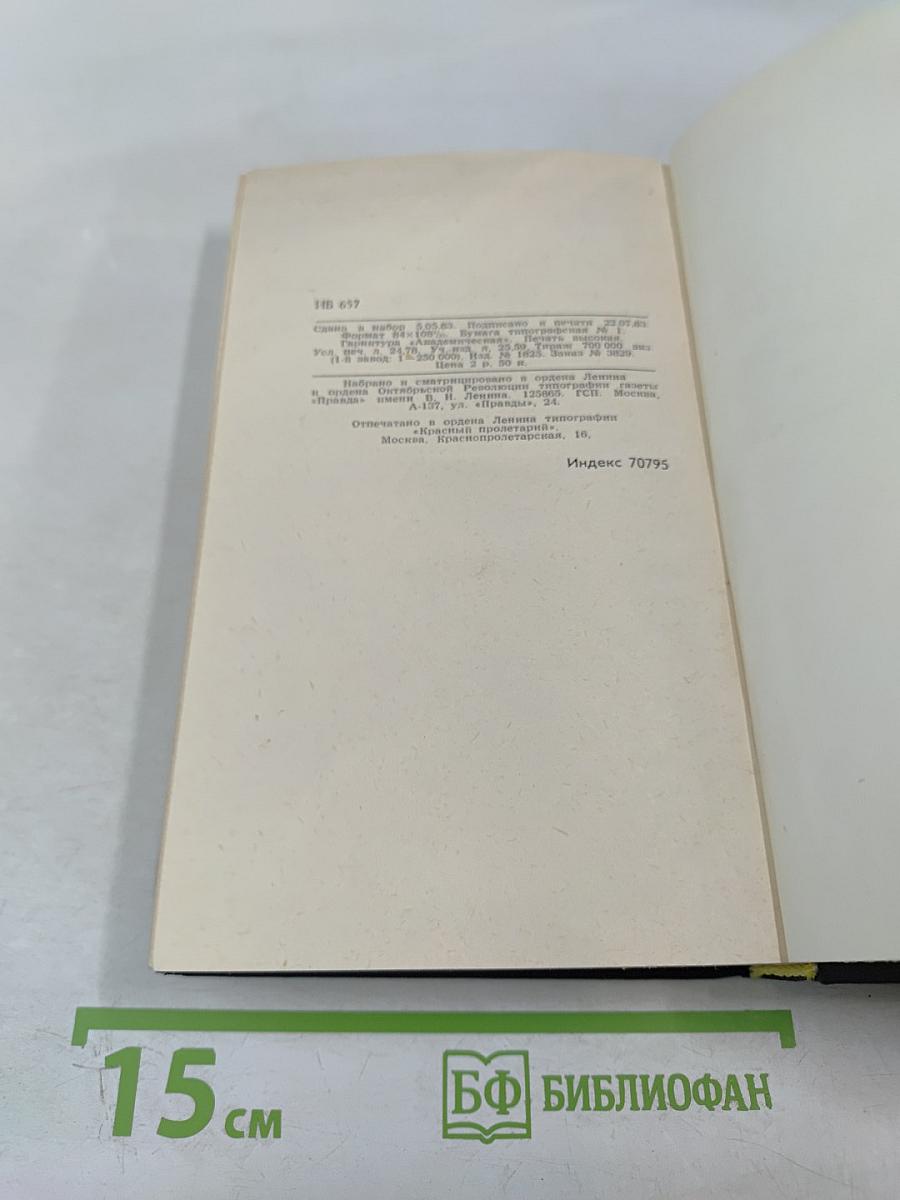 ИБ 657
Сдано в набор 5.05.83. Подписано к печати 22.07.83.
Формат 84×108¹/₃₂. Бумага типографская № 1.
Гарнитура «Академическая». Печать высокая.
Усл. печ. л. 24,78. Уч.-изд. л. 25,59. Тираж 700 000 экз.
(1-й завод: 1—250 000). Изд. № 1825. Заказ № 3829.
Цена 2 р. 50 к.
Набрано и сматрицировано в ордена Ленина
и ордена Октябрьской Революции типографии газеты
«Правда» имени В. И. Ленина. 125865. ГСП. Москва,
А-137, ул. «Правды», 24.
Отпечатано в ордена Ленина типографии
«Красный пролетарий».
Москва, Краснопролетарская, 16.
Индекс 70795
15 см
БФ БИБЛИОФАН